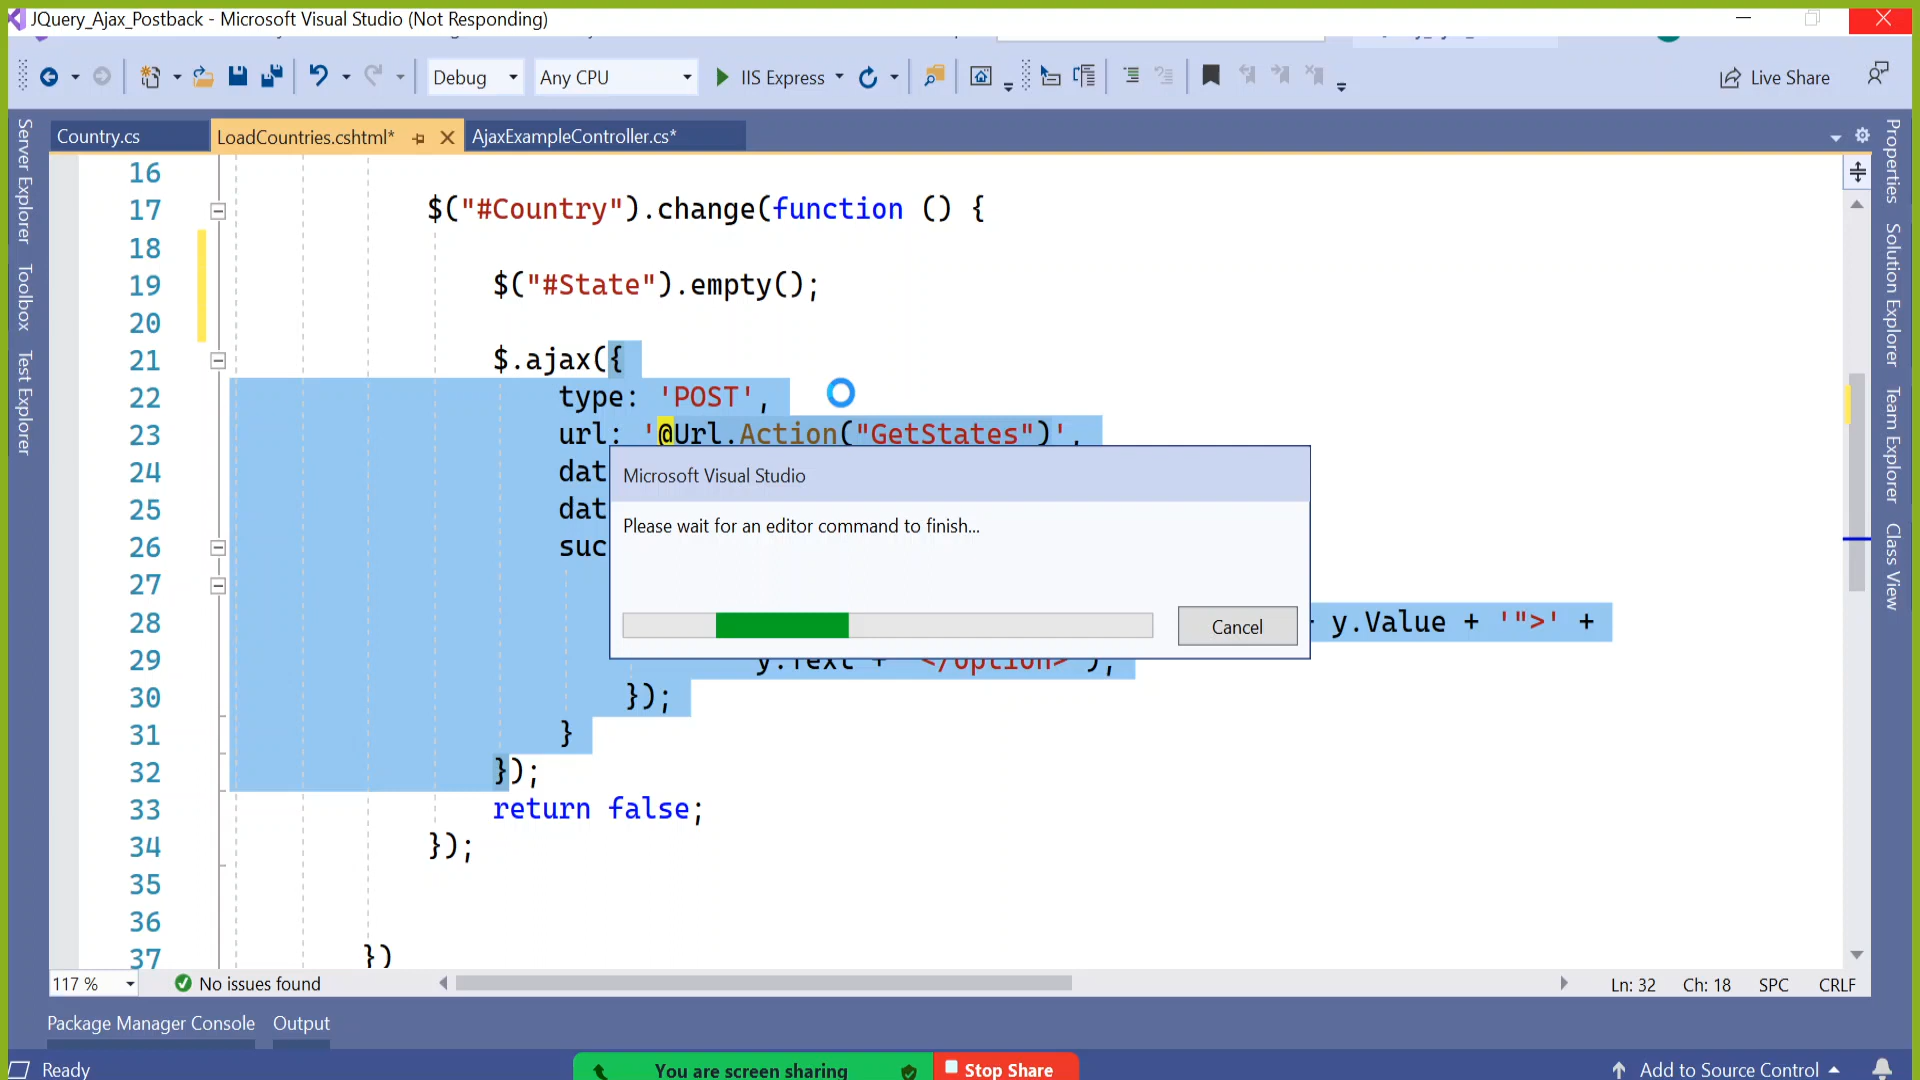 JQuery_Ajax_Postback - Microsoft Visual Studio (Not Responding)
Debug
Any CPU
IIS Express
Live Share
Country.cs
LoadCountries.cshtml*
AjaxExampleController.cs*
Server Explorer
Toolbox
Test Explorer
Properties
Solution Explorer
Team Explorer
Class View
16
17 $("#Country").change(function () {
18
19 $("#State").empty();
20
21 $.ajax({
22 type: 'POST',
23 url: '@Url.Action("GetStates")',
24 dat
25 dat
26 suc
27
28 y.Value + '">' +
29 y.Text + '</option>');
30 });
31 }
32 });
33 return false;
34 });
35
36
37 })
Microsoft Visual Studio
Please wait for an editor command to finish...
Cancel
117 %
No issues found
Ln: 32 Ch: 18 SPC CRLF
Package Manager Console
Output
Ready
You are screen sharing
Stop Share
Add to Source Control